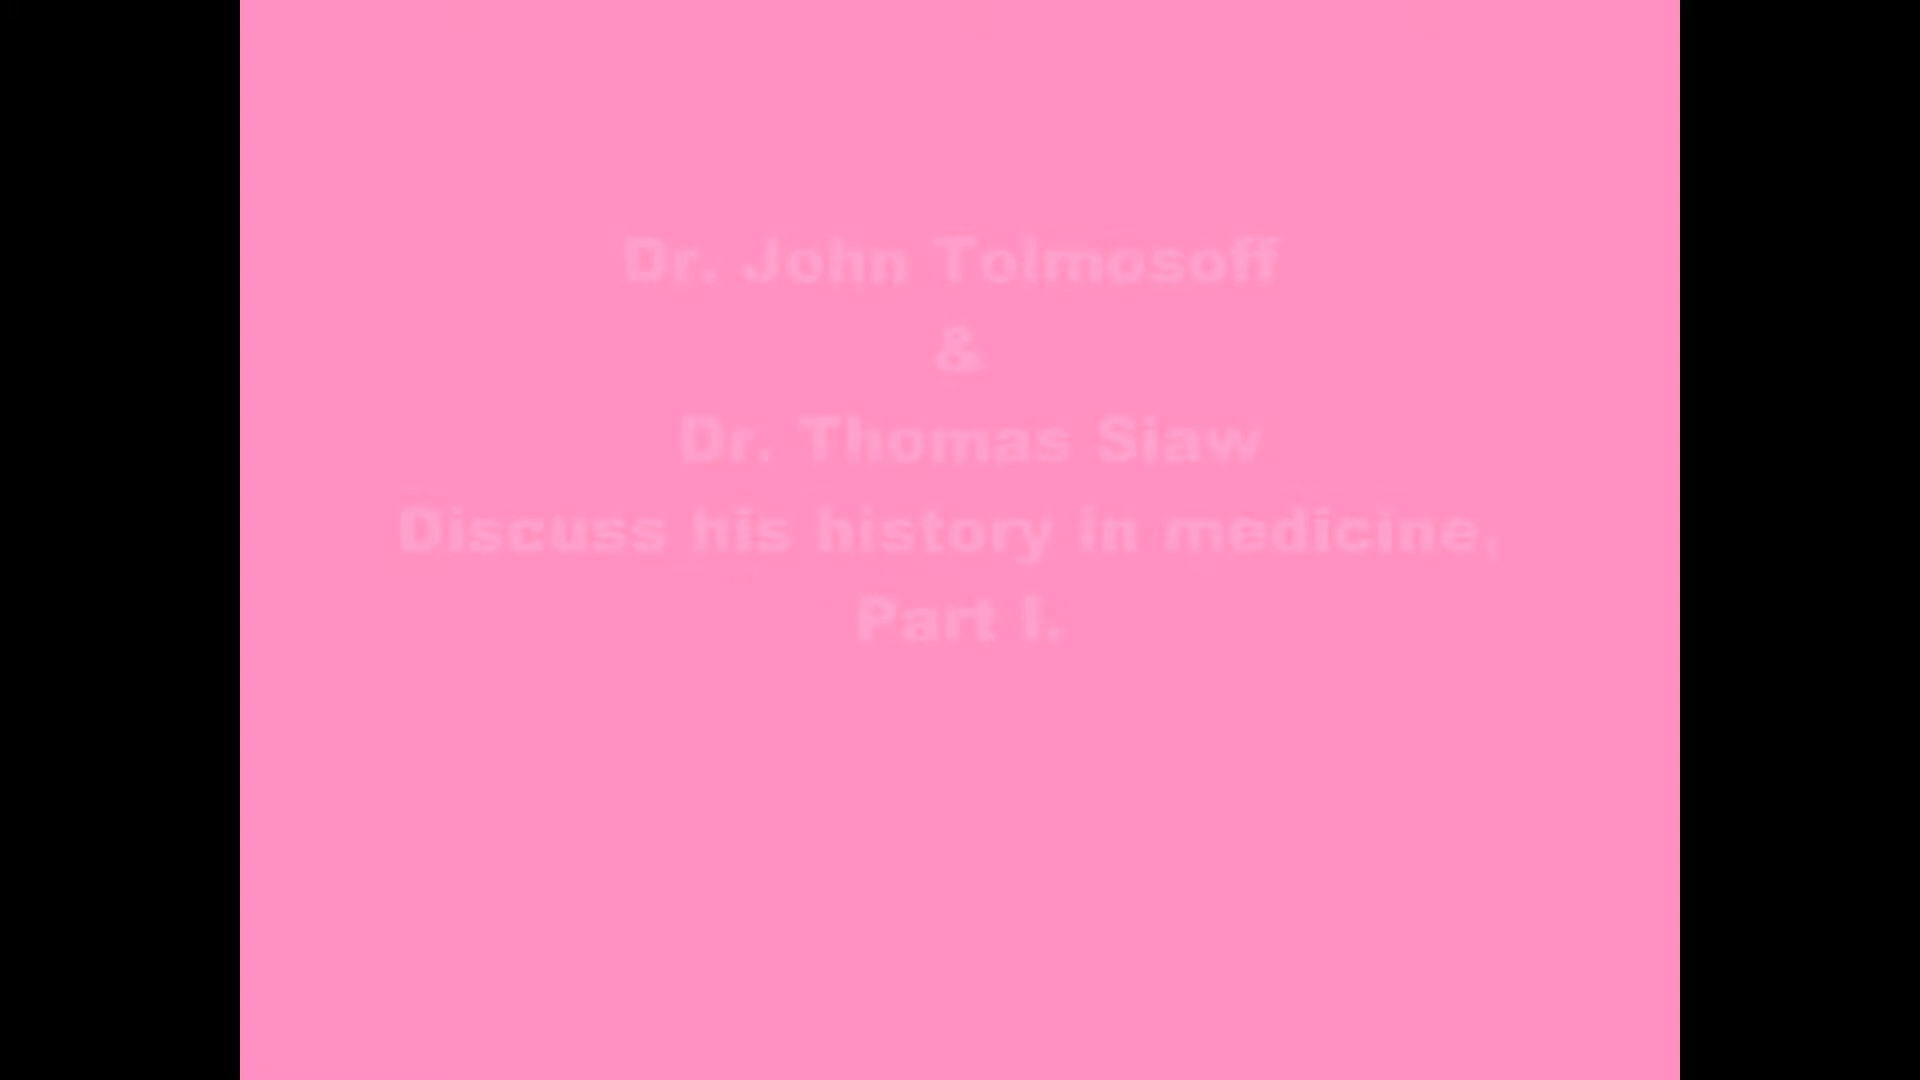 Dr. John Tolmosoff
&
Dr. Thomas Siaw
Discuss his history in medicine,
Part I.